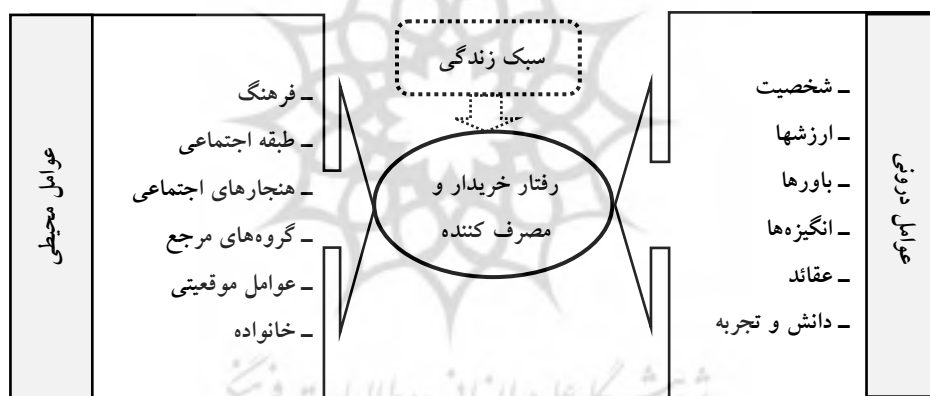 سبک زندگی
رفتار خریدار و
مصرف کننده
عوامل درونی
ـ شخصیت
ـ ارزشها
ـ باورها
ـ انگیزه‌ها
ـ عقائد
ـ دانش و تجربه
ـ فرهنگ
ـ طبقه اجتماعی
ـ هنجارهای اجتماعی
ـ گروه‌های مرجع
ـ عوامل موقعیتی
ـ خانواده
عوامل محیطی